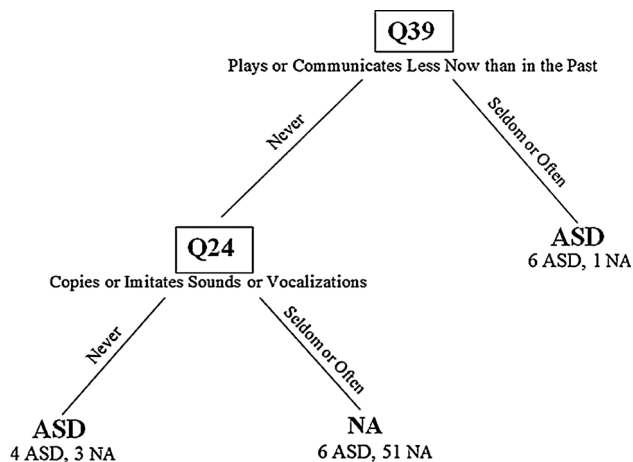 Q39
Plays or Communicates Less Now than in the Past
Never
Seldom or Often
Q24
Copies or Imitates Sounds or Vocalizations
ASD
6 ASD, 1 NA
Never
Seldom or Often
ASD
4 ASD, 3 NA
NA
6 ASD, 51 NA